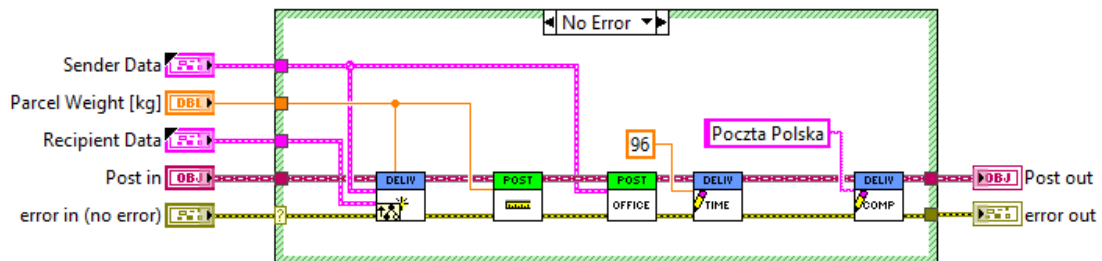 No Error
Sender Data
Parcel Weight [kg]
DBL
Recipient Data
Poczta Polska
96
Post in
OBJ
DELIV
POST
POST
DELIV
DELIV
OBJ
Post out
OFFICE
TIME
COMP
error in (no error)
?
error out